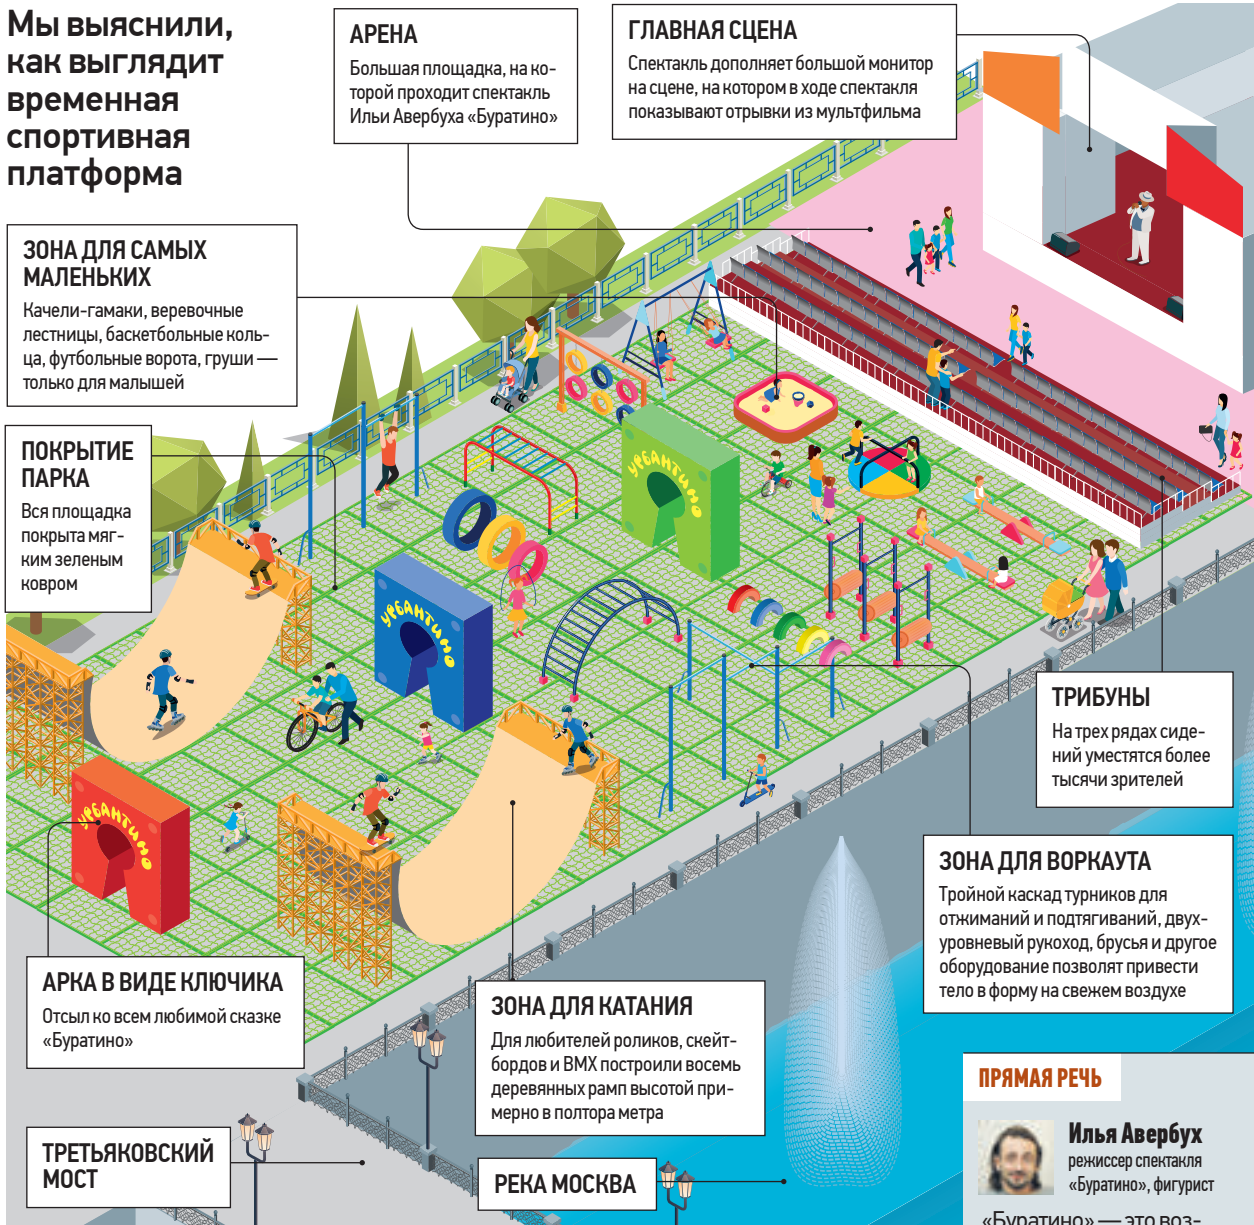 Мы выяснили,
как выглядит
временная
спортивная
платформа
АРЕНА
Большая площадка, на ко-
торой проходит спектакль
Ильи Авербуха «Буратино»
ГЛАВНАЯ СЦЕНА
Спектакль дополняет большой монитор
на сцене, на котором в ходе спектакля
показывают отрывки из мультфильма
ЗОНА ДЛЯ САМЫХ
МАЛЕНЬКИХ
Качели-гамаки, веревочные
лестницы, баскетбольные коль-
ца, футбольные ворота, груши —
только для малышей
ПОКРЫТИЕ
ПАРКА
Вся площадка
покрыта мяг-
ким зеленым
ковром
УРБАНТИНО
УРБАНТИНО
УРБАНТИНО
ТРИБУНЫ
На трех рядах сиде-
ний уместятся более
тысячи зрителей
ЗОНА ДЛЯ ВОРКАУТА
Тройной каскад турников для
отжиманий и подтягиваний, двух-
уровневый рукоход, брусья и другое
оборудование позволят привести
тело в форму на свежем воздухе
АРКА В ВИДЕ КЛЮЧИКА
Отсыл ко всем любимой сказке
«Буратино»
ЗОНА ДЛЯ КАТАНИЯ
Для любителей роликов, скейт-
бордов и BMX построили восемь
деревянных рамп высотой при-
мерно в полтора метра
ТРЕТЬЯКОВСКИЙ
МОСТ
РЕКА МОСКВА
ПРЯМАЯ РЕЧЬ
Илья Авербух
режиссер спектакля
«Буратино», фигурист
«Буратино» — это воз-